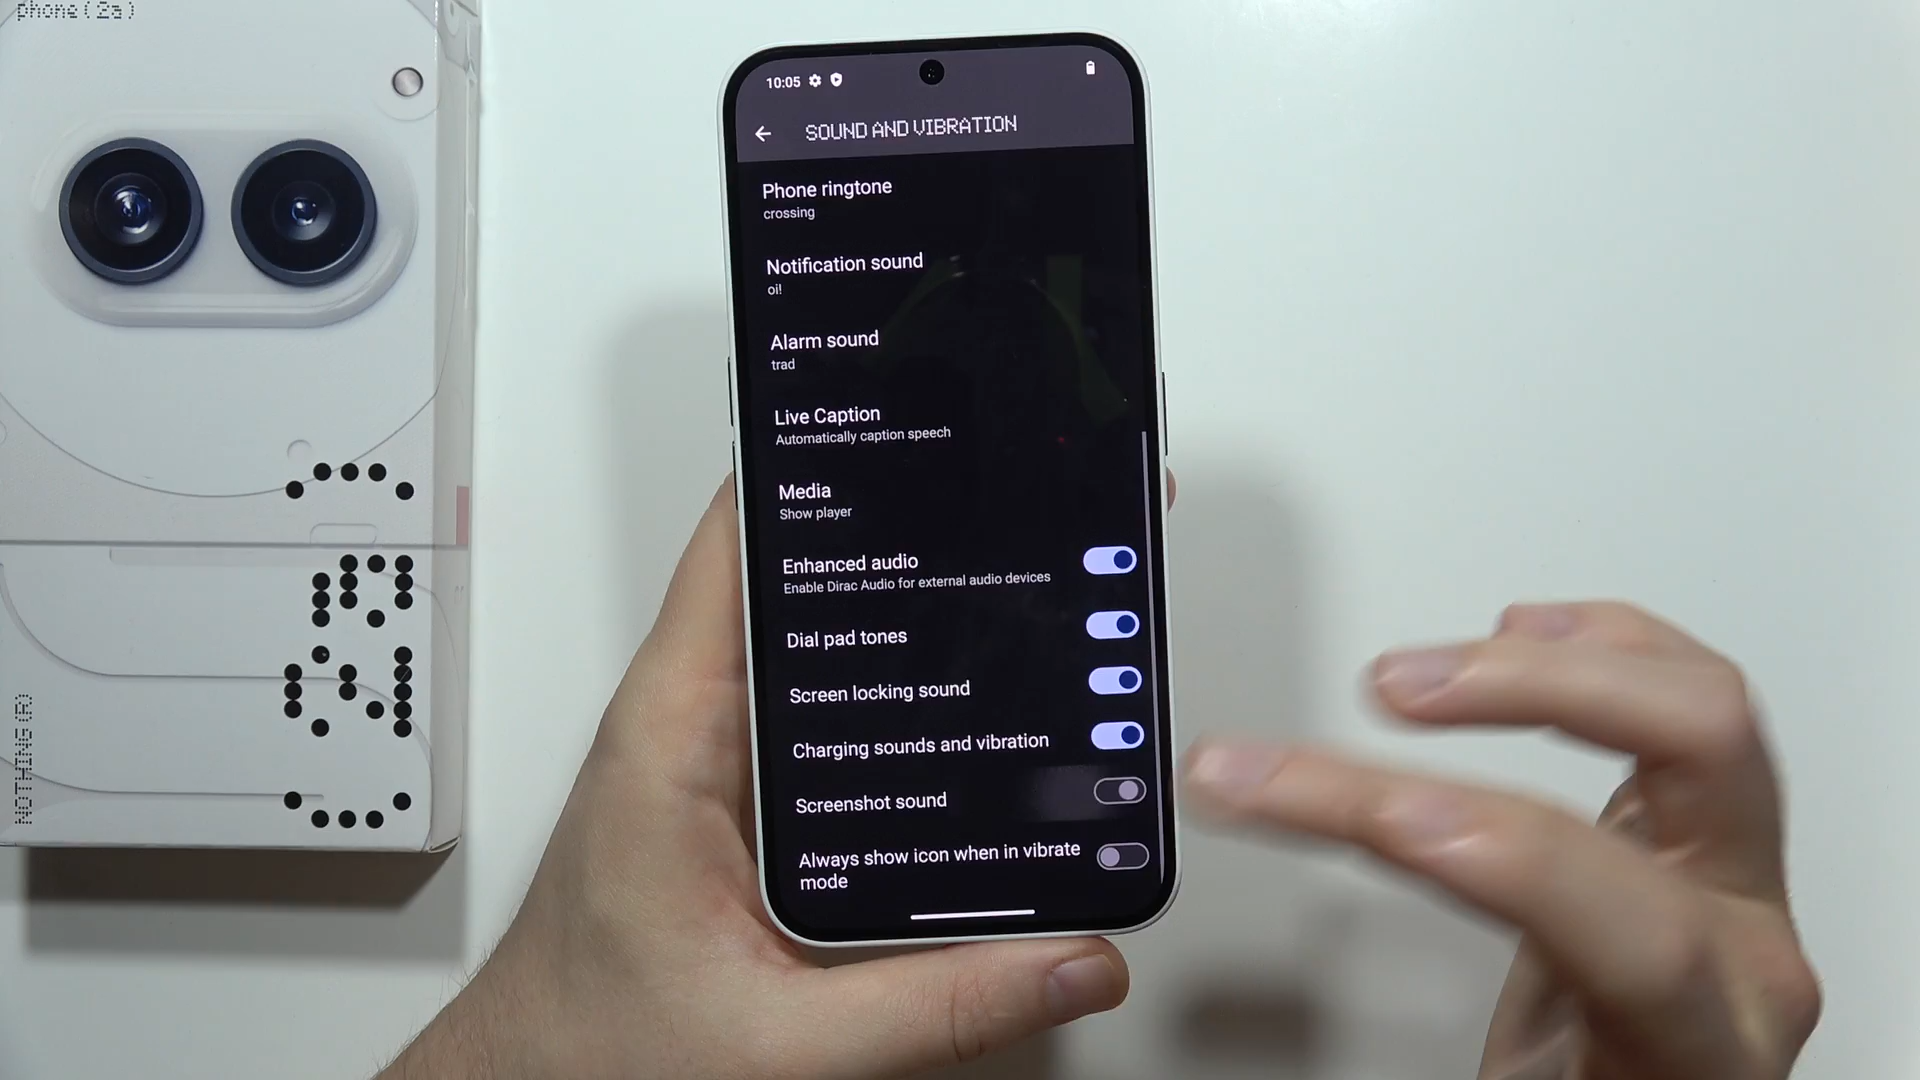 phone (2a)
NOTHING (R)
10:05
SOUND AND VIBRATION
Phone ringtone
crossing
Notification sound
oi!
Alarm sound
trad
Live Caption
Automatically caption speech
Media
Show player
Enhanced audio
Enable Dirac Audio for external audio devices
Dial pad tones
Screen locking sound
Charging sounds and vibration
Screenshot sound
Always show icon when in vibrate
mode